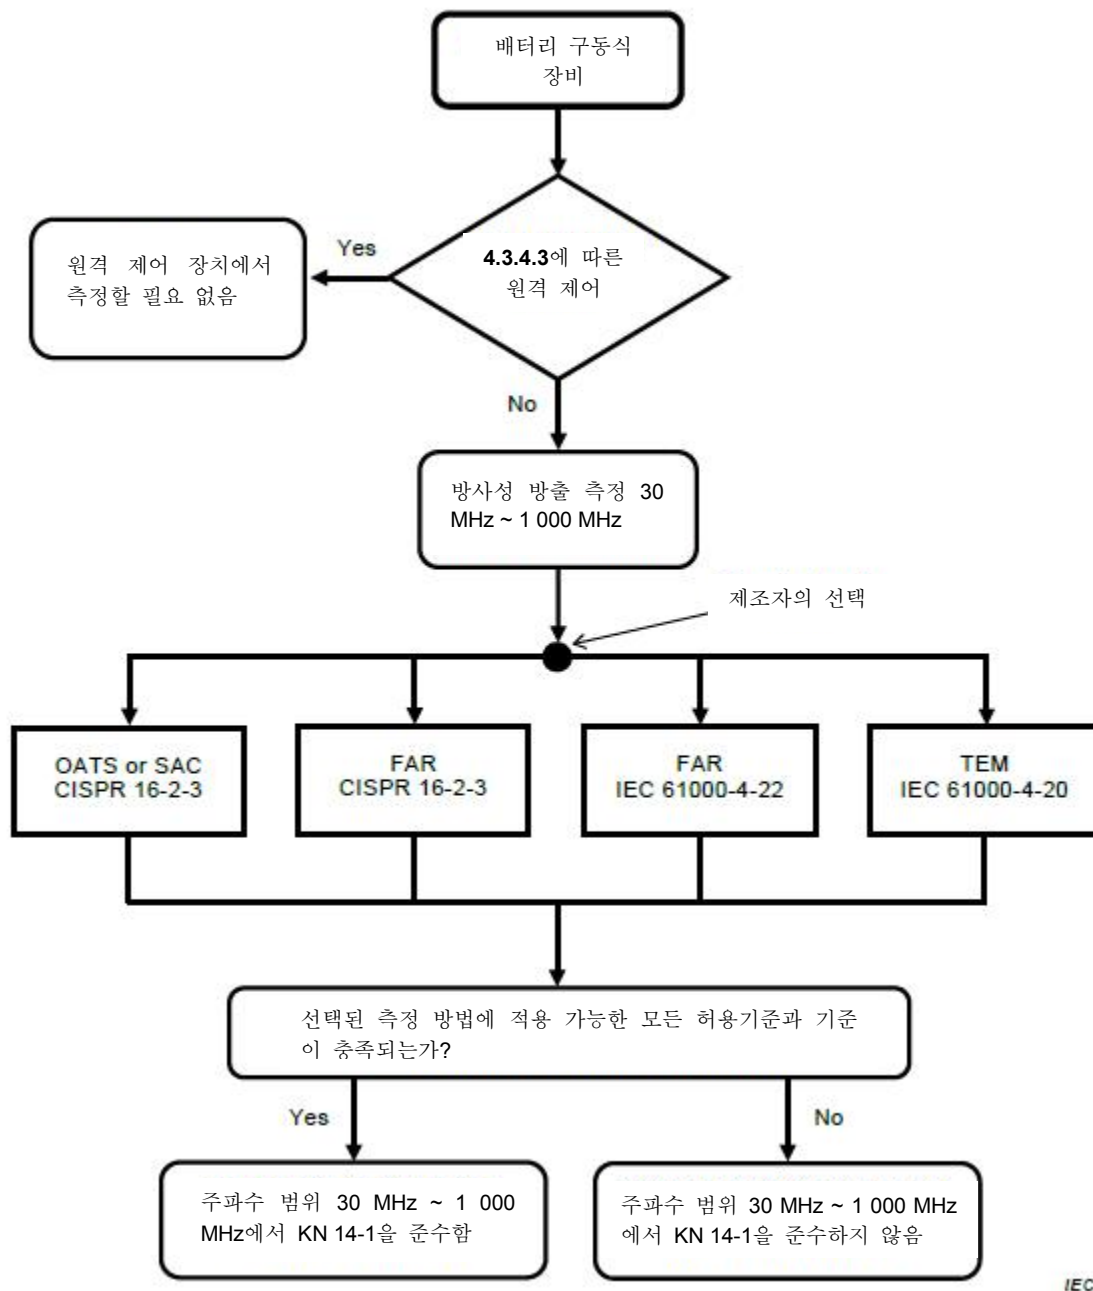 배터리 구동식
장비
Yes
4.3.4.3에 따른
원격 제어
원격 제어 장치에서
측정할 필요 없음
No
방사성 방출 측정 30
MHz ~ 1 000 MHz
제조자의 선택
OATS or SAC
CISPR 16-2-3
FAR
CISPR 16-2-3
FAR
IEC 61000-4-22
TEM
IEC 61000-4-20
선택된 측정 방법에 적용 가능한 모든 허용기준과 기준
이 충족되는가?
Yes
No
주파수 범위 30 MHz ~ 1 000
MHz에서 KN 14-1을 준수함
주파수 범위 30 MHz ~ 1 000 MHz
에서 KN 14-1을 준수하지 않음
IEC